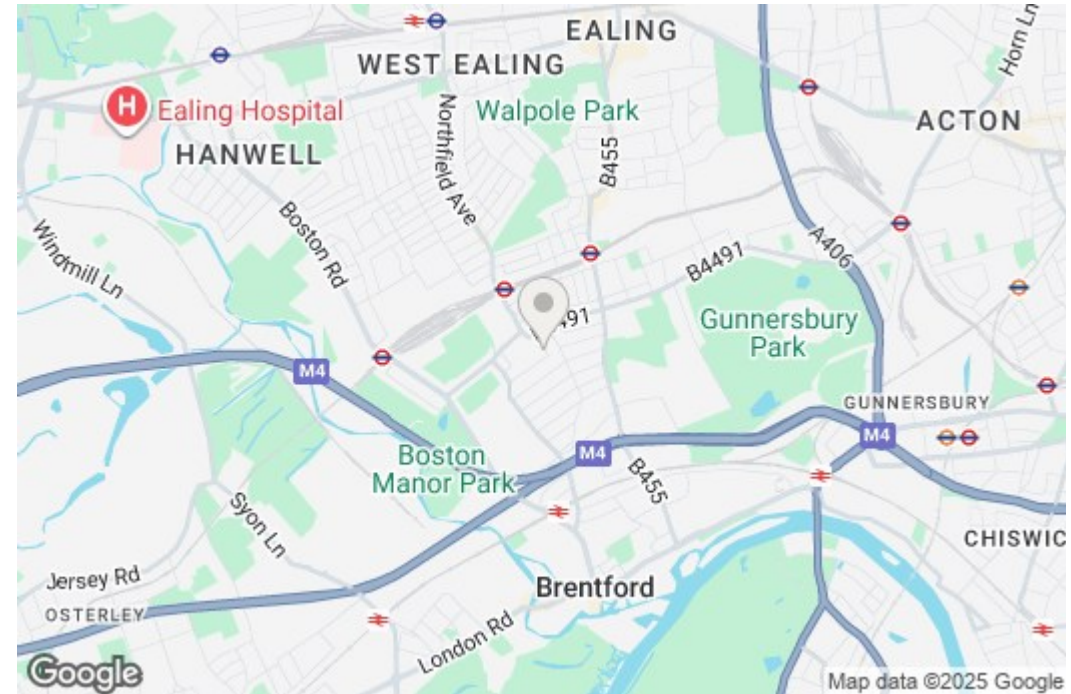 EALING
WEST EALING
Horn Ln
H
Ealing Hospital
Walpole Park
ACTON
HANWELL
Northfield Ave
B455
Boston Rd
Windmill Ln
A406
B4491
491
Gunnersbury
Park
M4
GUNNERSBURY
M4
Boston
Manor Park
M4
B455
Syon Ln
CHISWIC
Jersey Rd
Brentford
OSTERLEY
London Rd
Google
Map data ©2025 Google